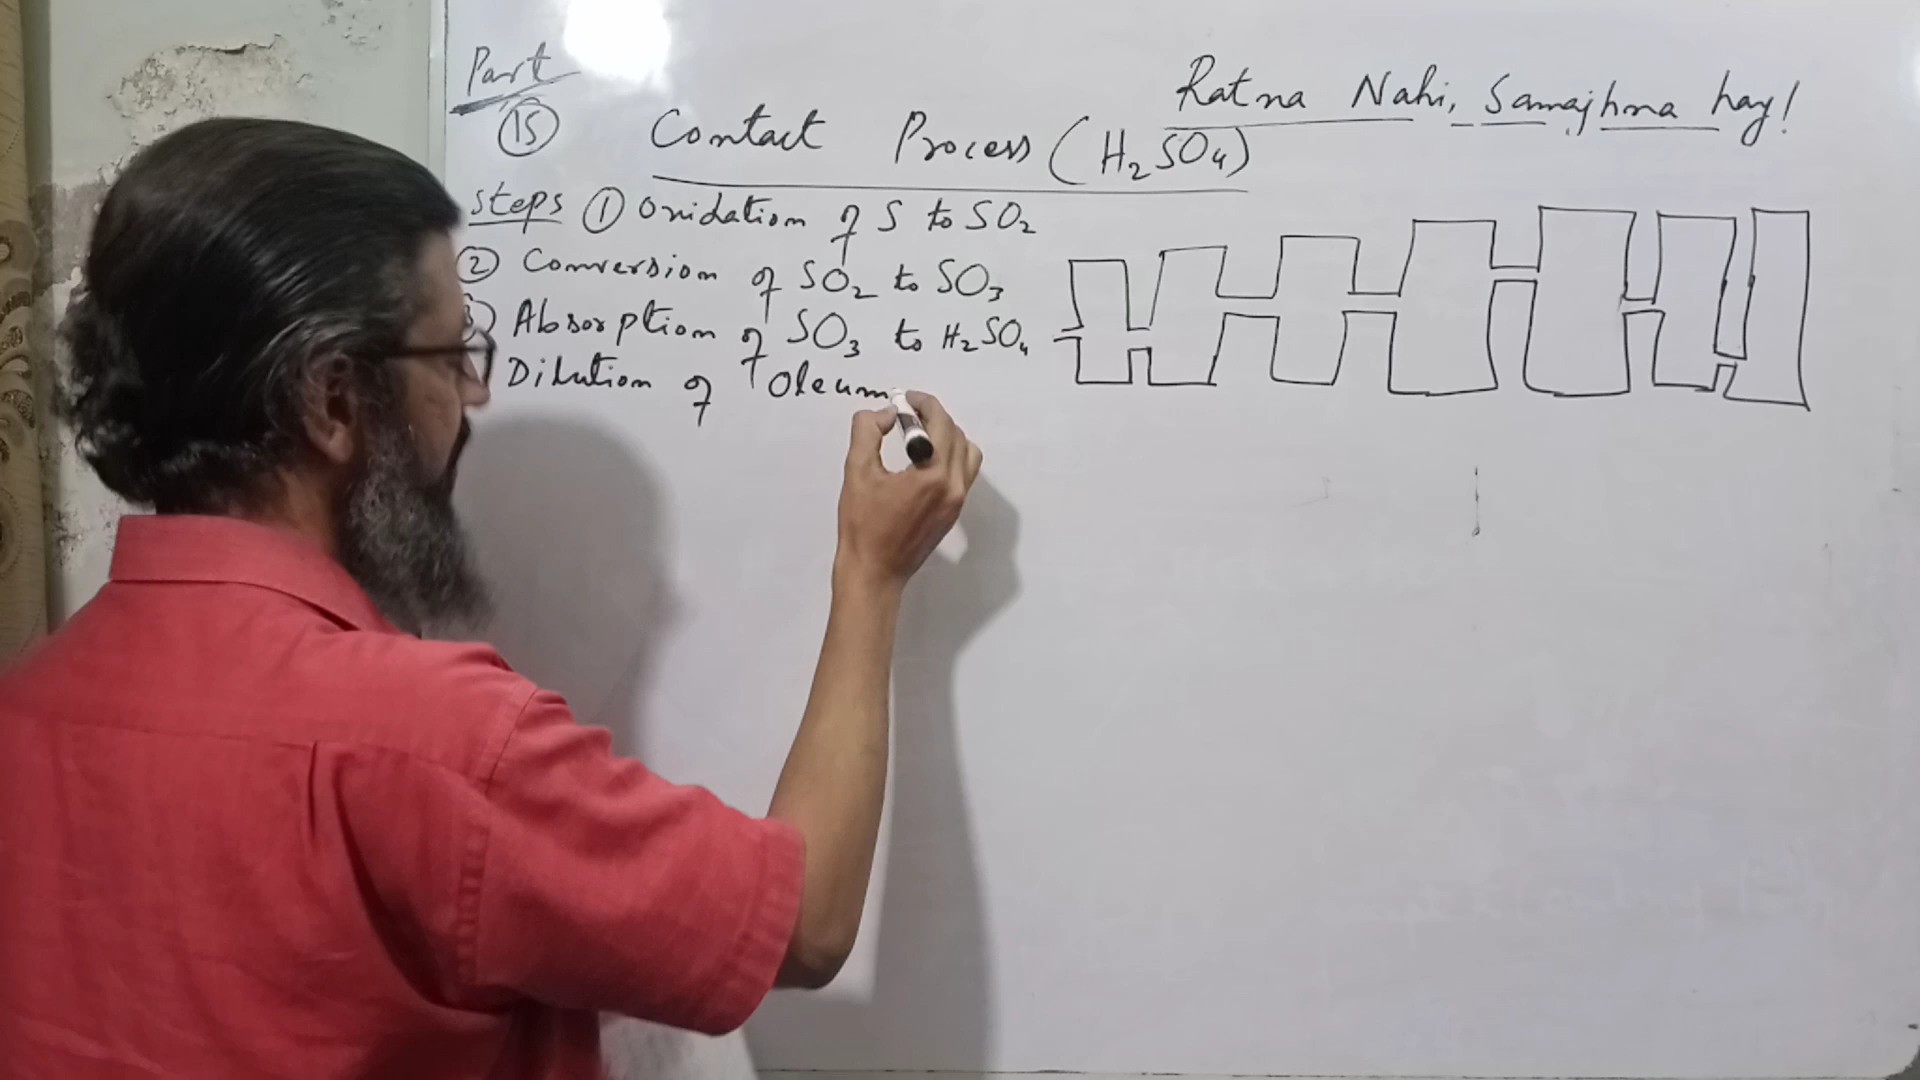 Part
15
Ratna Nahi, Samajhna hay!
Contact Process (H₂SO₄)
Steps ① Oxidation of S to SO₂
② Conversion of SO₂ to SO₃
Absorption of SO₃ to H₂SO₄
Dilution of Oleum